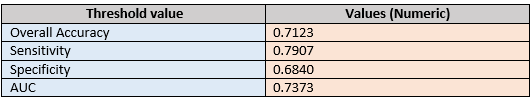 Threshold value Values (Numeric)
Overall Accuracy 0.7123
Sensitivity 0.7907
Specificity 0.6840
AUC 0.7373